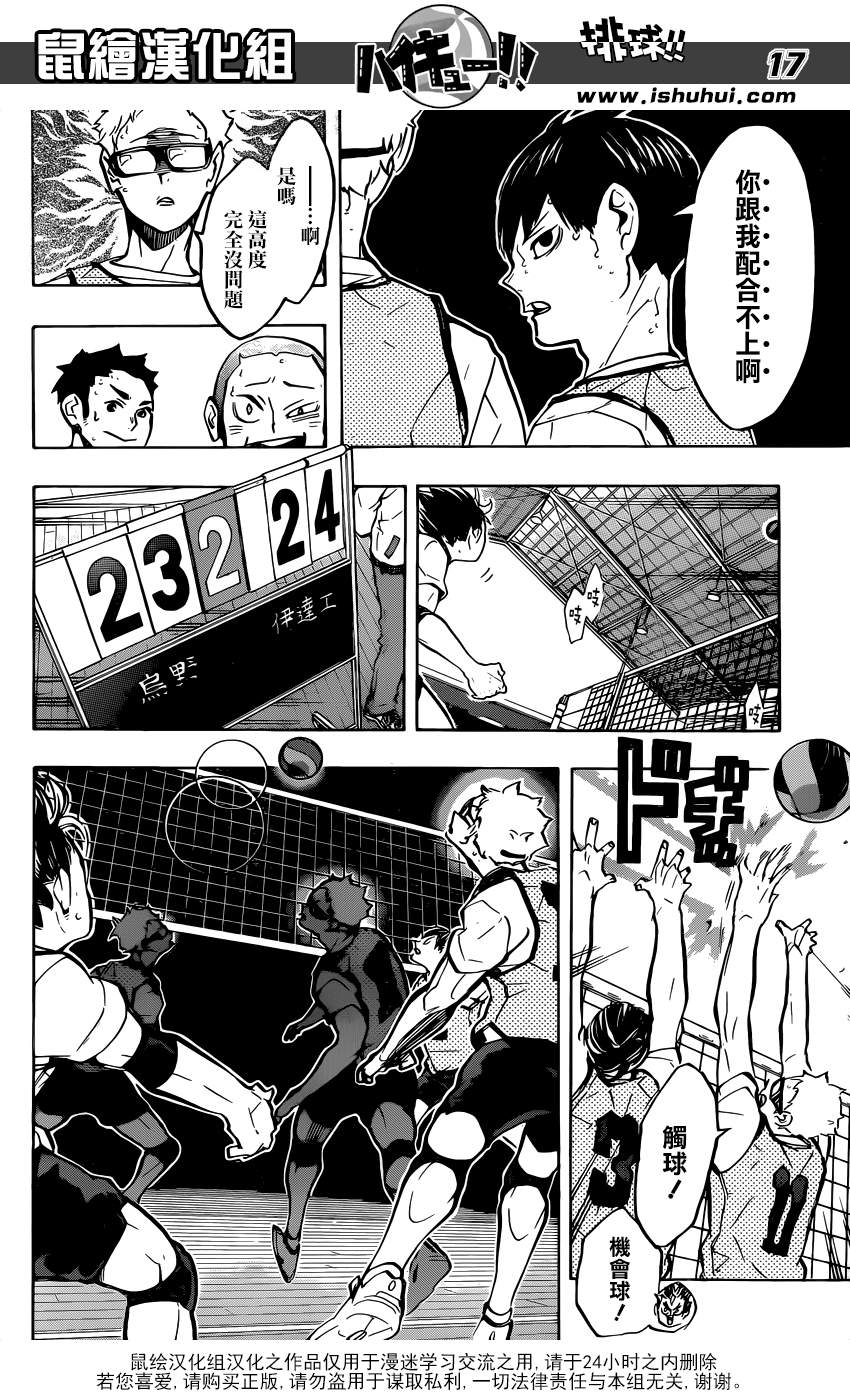 鼠繪漢化組
ハイキュー!!
排球!!
17
www.ishuhui.com
你跟我配合不上啊
——……啊
是嗎
這高度
完全沒問題
23 2 24
烏野
伊達工
吱
吱
吱
觸球!
機會球!
3
11
鼠绘汉化组汉化之作品仅用于漫迷学习交流之用, 请于24小时之内删除
若您喜爱, 请购买正版, 请勿盗用于谋取私利, 一切法律责任与本组无关, 谢谢。